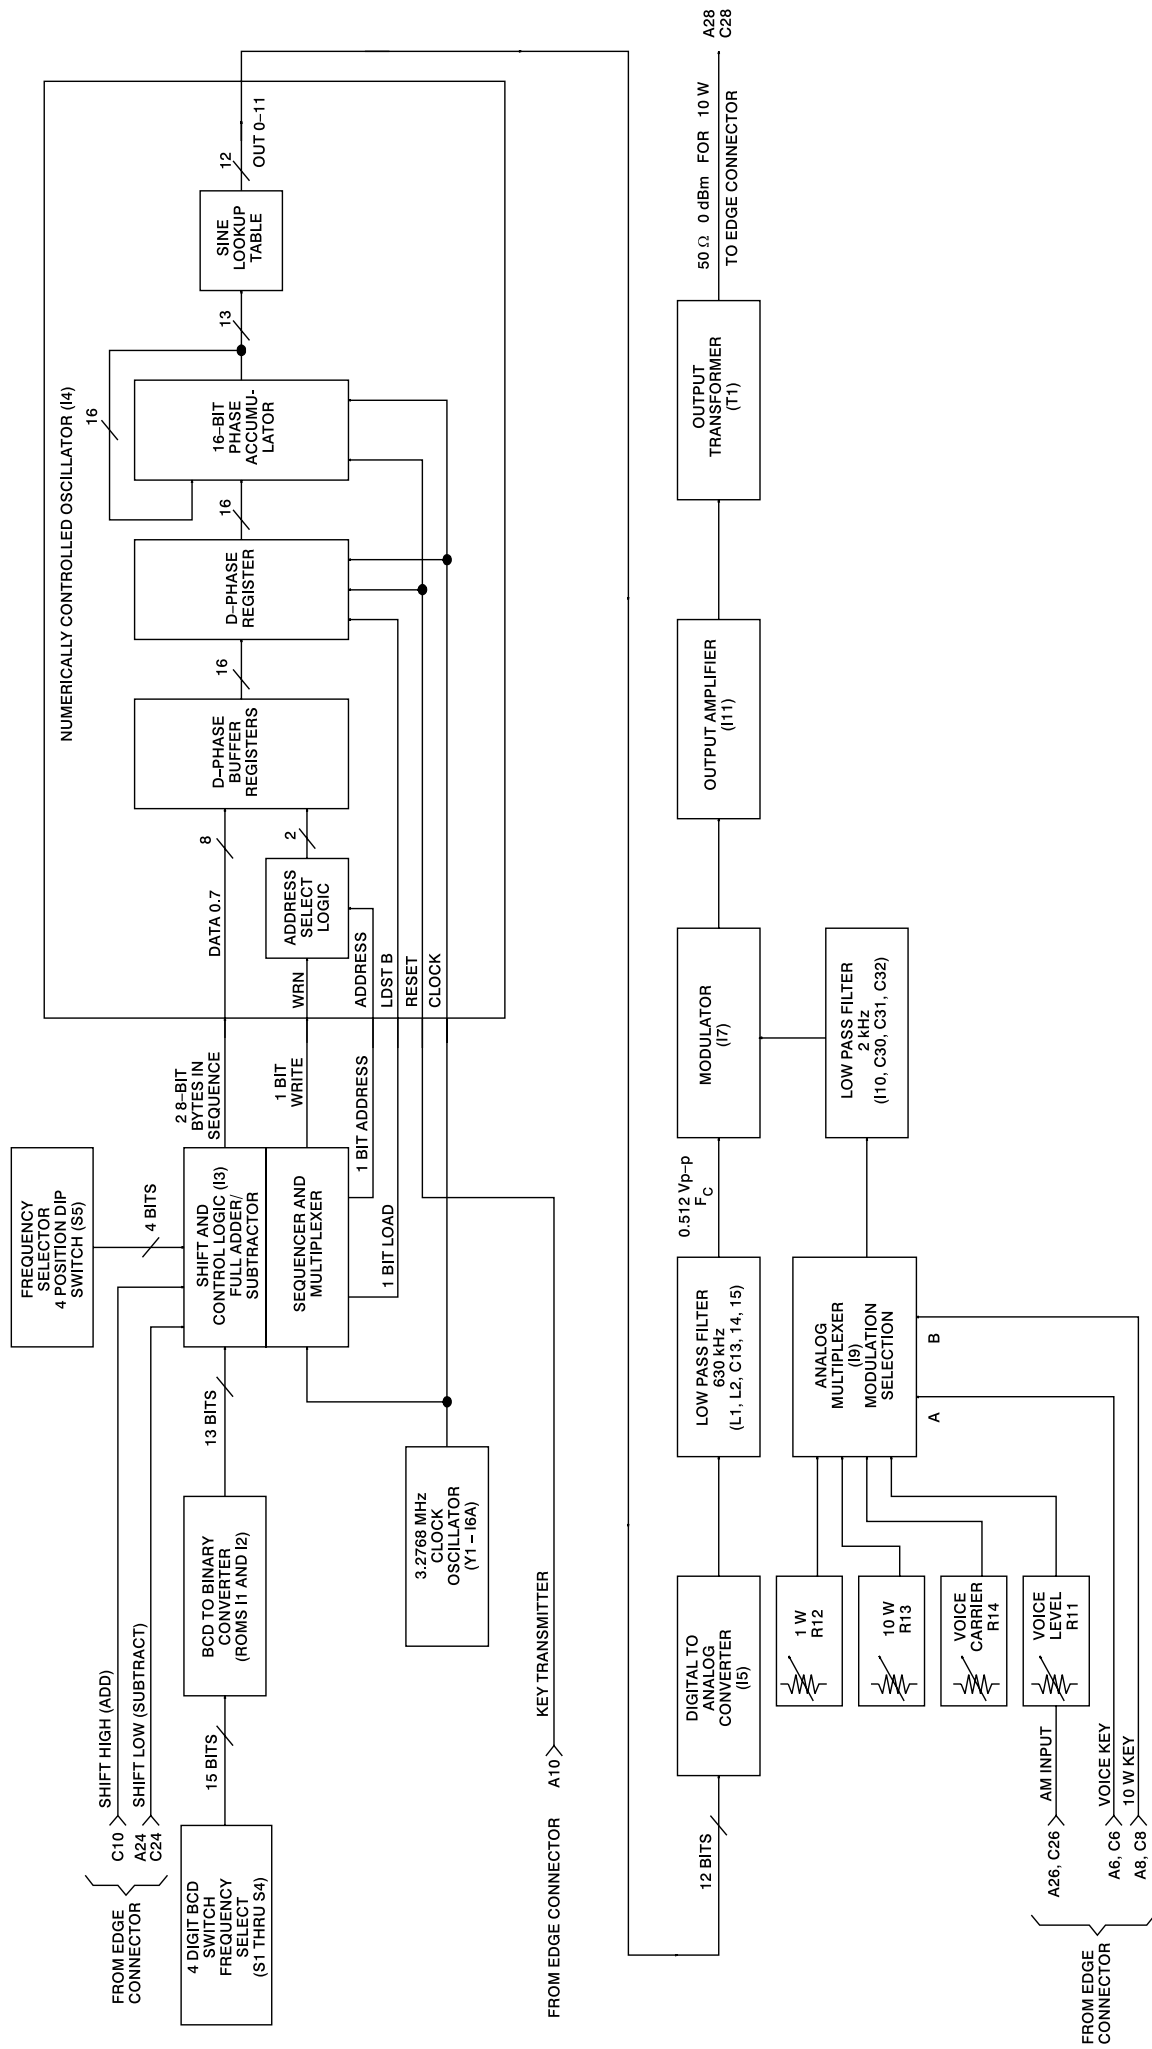 FREQUENCY
SELECTOR
4 POSITION DIP
SWITCH (S5)
4 BITS
FROM EDGE
CONNECTOR
C10
SHIFT HIGH (ADD)
A24
C24
SHIFT LOW (SUBTRACT)
4 DIGIT BCD
SWITCH
FREQUENCY
SELECT
(S1 THRU S4)
15 BITS
BCD TO BINARY
CONVERTER
(ROMS I1 AND I2)
13 BITS
SHIFT AND
CONTROL LOGIC (I3)
FULL ADDER/
SUBTRACTOR
SEQUENCER AND
MULTIPLEXER
2 8–BIT
BYTES IN
SEQUENCE
1 BIT
WRITE
1 BIT ADDRESS
1 BIT LOAD
3.2768 MHz
CLOCK
OSCILLATOR
(Y1 – I6A)
FROM EDGE CONNECTOR
A10
KEY TRANSMITTER
NUMERICALLY CONTROLLED OSCILLATOR (I4)
DATA 0.7
8
WRN
ADDRESS
LDST B
RESET
CLOCK
ADDRESS
SELECT
LOGIC
2
D–PHASE
BUFFER
REGISTERS
16
D–PHASE
REGISTER
16
16–BIT
PHASE
ACCUMU-
LATOR
16
13
SINE
LOOKUP
TABLE
12
OUT 0–11
12 BITS
DIGITAL TO
ANALOG
CONVERTER
(I5)
LOW PASS FILTER
630 kHz
(L1, L2, C13, 14, 15)
0.512 Vp–p
FC
MODULATOR
(I7)
OUTPUT AMPLIFIER
(I11)
OUTPUT
TRANSFORMER
(T1)
50 Ω 0 dBm FOR 10 W
TO EDGE CONNECTOR
A28
C28
1 W
R12
10 W
R13
VOICE
CARRIER
R14
VOICE
LEVEL
R11
ANALOG
MULTIPLEXER
(I9)
MODULATION
SELECTION
A
B
LOW PASS FILTER
2 kHz
(I10, C30, C31, C32)
FROM EDGE
CONNECTOR
A26, C26
AM INPUT
A6, C6
VOICE KEY
A8, C8
10 W KEY